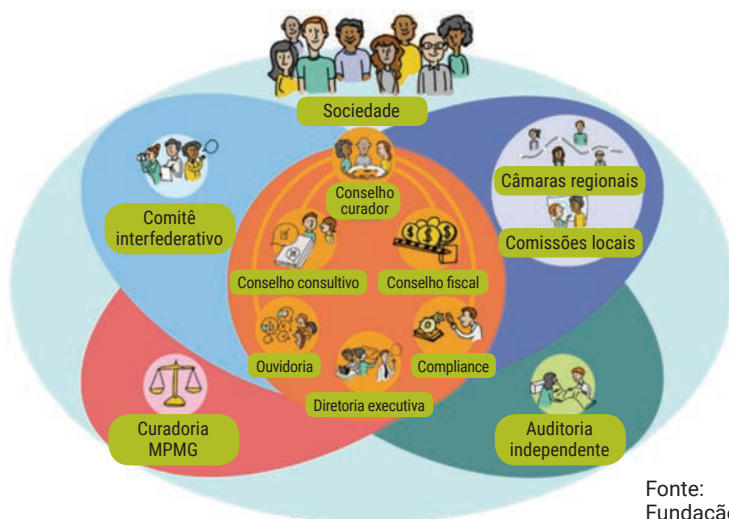 Sociedade
Conselho
curador
Comitê
interfederativo
Câmaras regionais
Comissões locais
Conselho consultivo
Conselho fiscal
Ouvidoria
Compliance
Diretoria executiva
Curadoria
MPMG
Auditoria
independente
Fonte:
Fundação